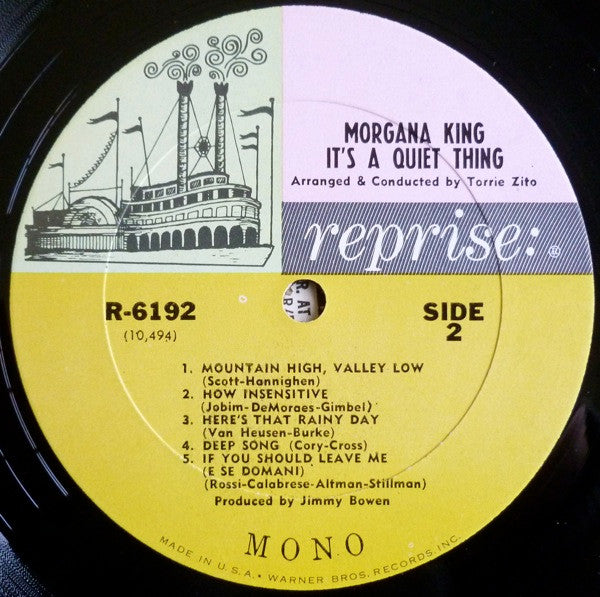 MORGANA KING
IT'S A QUIET THING
Arranged & Conducted by Torrie Zito
reprise: ®
R-6192
(10,494)
R. AT
SIDE
2
1. MOUNTAIN HIGH, VALLEY LOW
(Scott-Hannighen)
2. HOW INSENSITIVE
(Jobim-DeMoraes-Gimbel)
3. HERE'S THAT RAINY DAY
(Van Heusen-Burke)
4. DEEP SONG (Cory-Cross)
5. IF YOU SHOULD LEAVE ME
(E SE DOMANI)
(Rossi-Calabrese-Altman-Stillman)
Produced by Jimmy Bowen
MONO
MADE IN U.S.A. • WARNER BROS. RECORDS, INC.